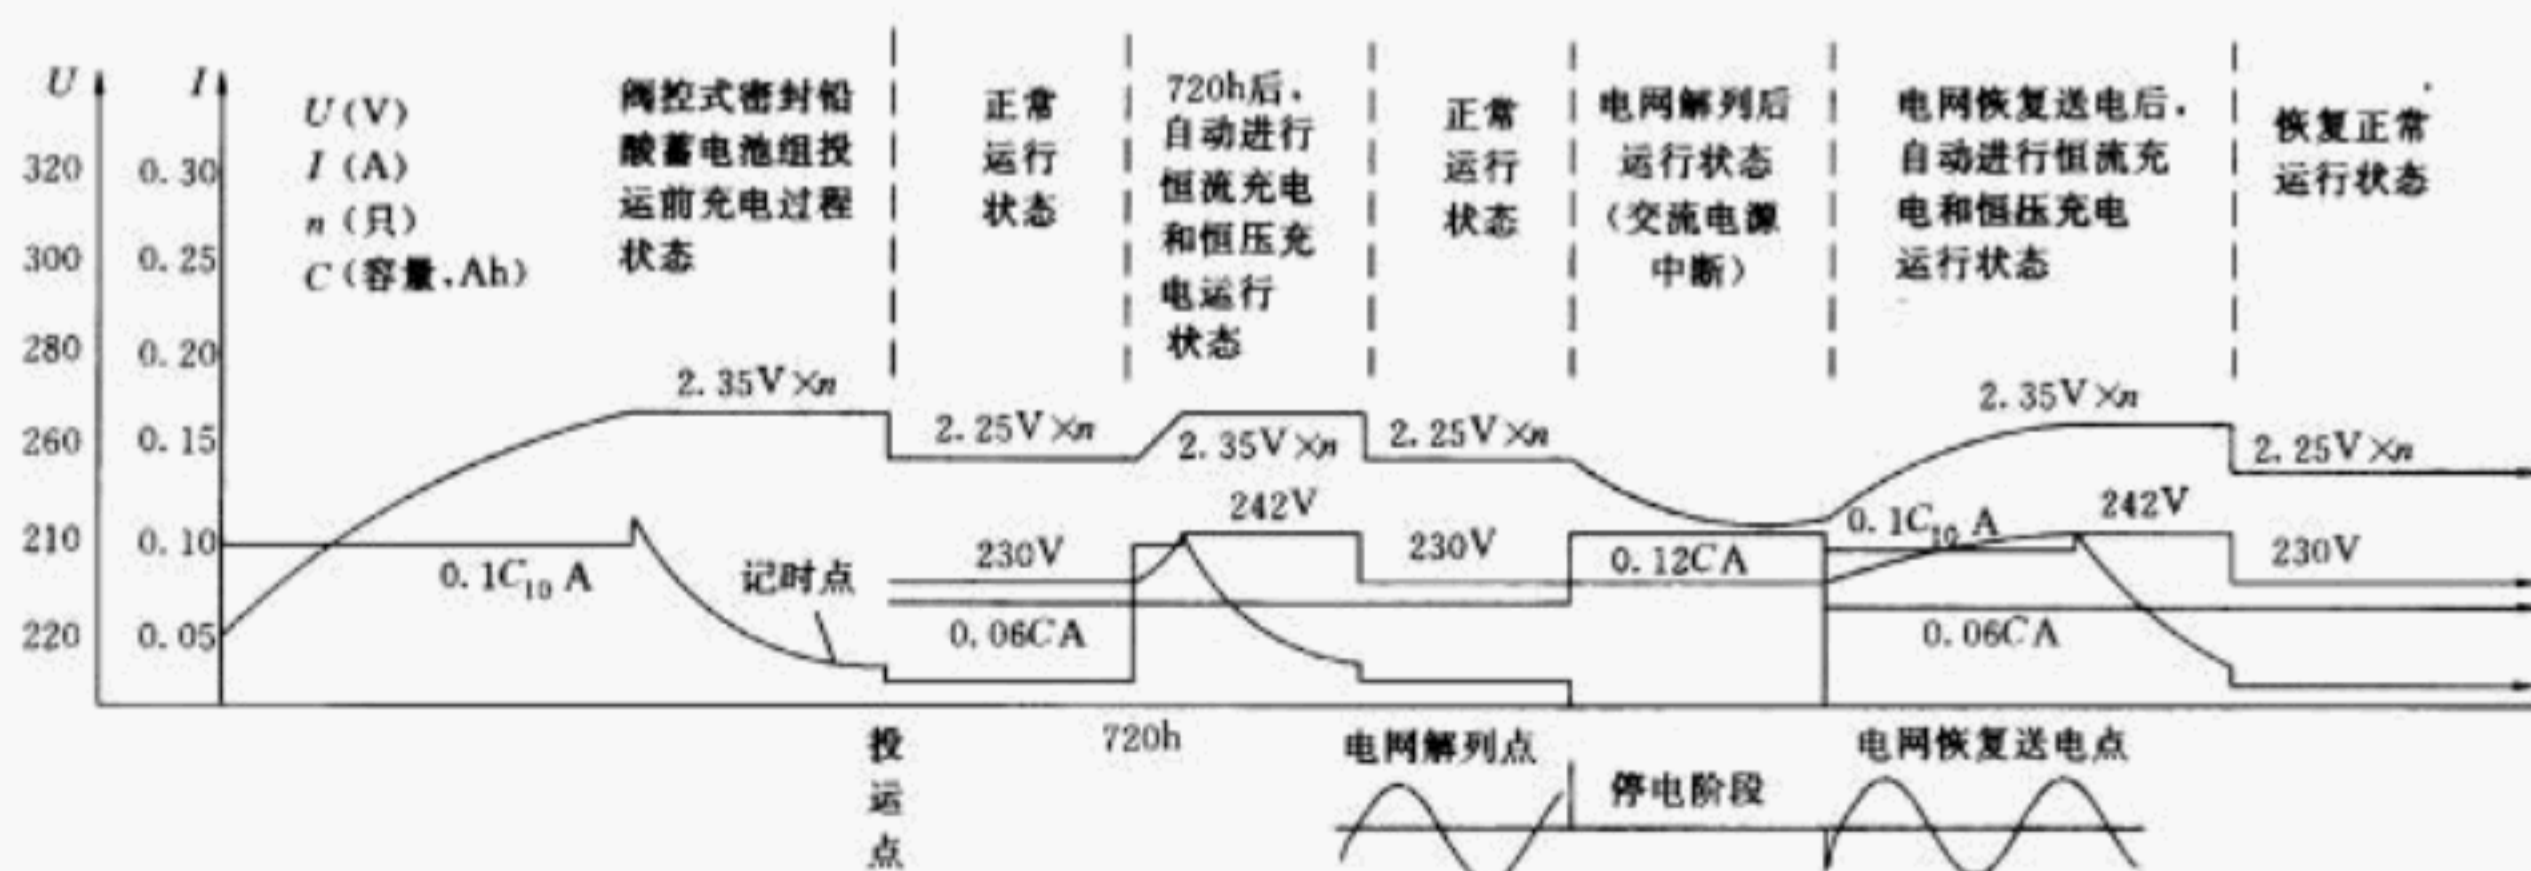 U
I
320
300
280
260
210
220
0.30
0.25
0.20
0.15
0.10
0.05
U(V)
I(A)
n(只)
C(容量,Ah)
阀控式密封铅
酸蓄电池组投
运前充电过程
状态
正常
运行
状态
720h后,
自动进行
恒流充电
和恒压充
电运行
状态
正常
运行
状态
电网解列后
运行状态
(交流电源
中断)
电网恢复送电后,
自动进行恒流充
电和恒压充电
运行状态
恢复正常
运行状态
2.35V×n
2.25V×n
2.35V×n
2.25V×n
2.35V×n
2.25V×n
0.1C10 A
记时点
230V
0.06CA
242V
230V
0.12CA
0.1C10 A
242V
230V
0.06CA
投
运
点
720h
电网解列点
停电阶段
电网恢复送电点